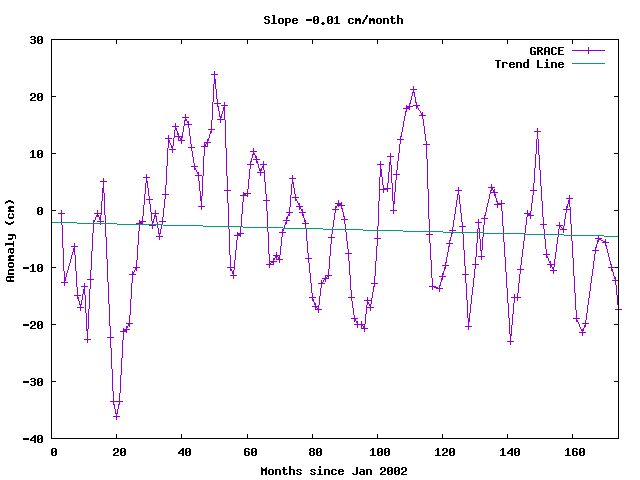 Slope -0.01 cm/month
GRACE
Trend Line
30
20
10
0
-10
-20
-30
-40
Anomaly (cm)
0 20 40 60 80 100 120 140 160
Months since Jan 2002